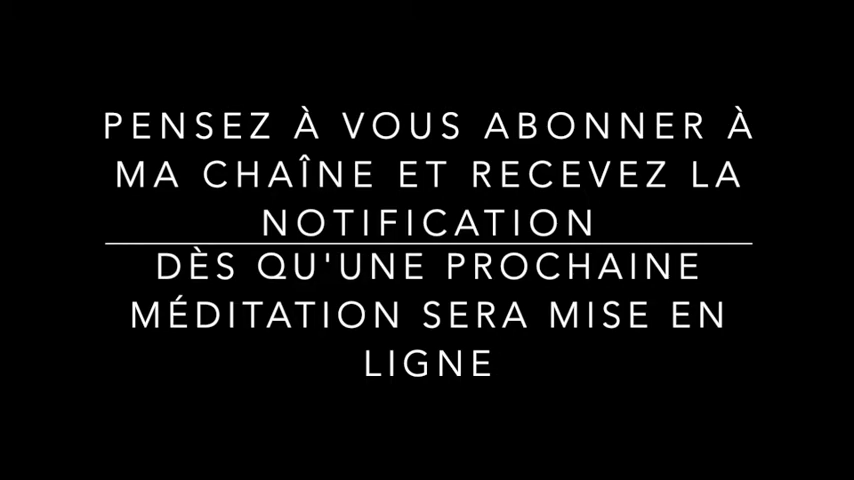 PENSEZ À VOUS ABONNER À
MA CHAÎNE ET RECEVEZ LA
NOTIFICATION
DÈS QU'UNE PROCHAINE
MÉDITATION SERA MISE EN
LIGNE